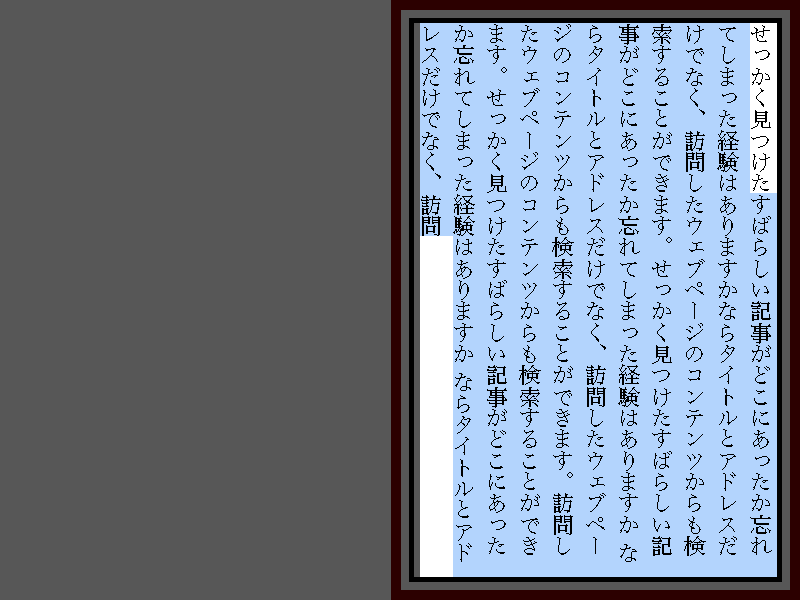 せっかく見つけたすばらしい記事がどこにあったか忘れ
てしまった経験はありますかならタイトルとアドレスだ
けでなく、訪問したウェブページのコンテンツからも検
索することができます。せっかく見つけたすばらしい記
事がどこにあったか忘れてしまった経験はありますか な
らタイトルとアドレスだけでなく、訪問したウェブペー
ジのコンテンツからも検索することができます。訪問し
たウェブページのコンテンツからも検索することができ
ます。せっかく見つけたすばらしい記事がどこにあった
か忘れてしまった経験はありますか ならタイトルとアド
レスだけでなく、訪問